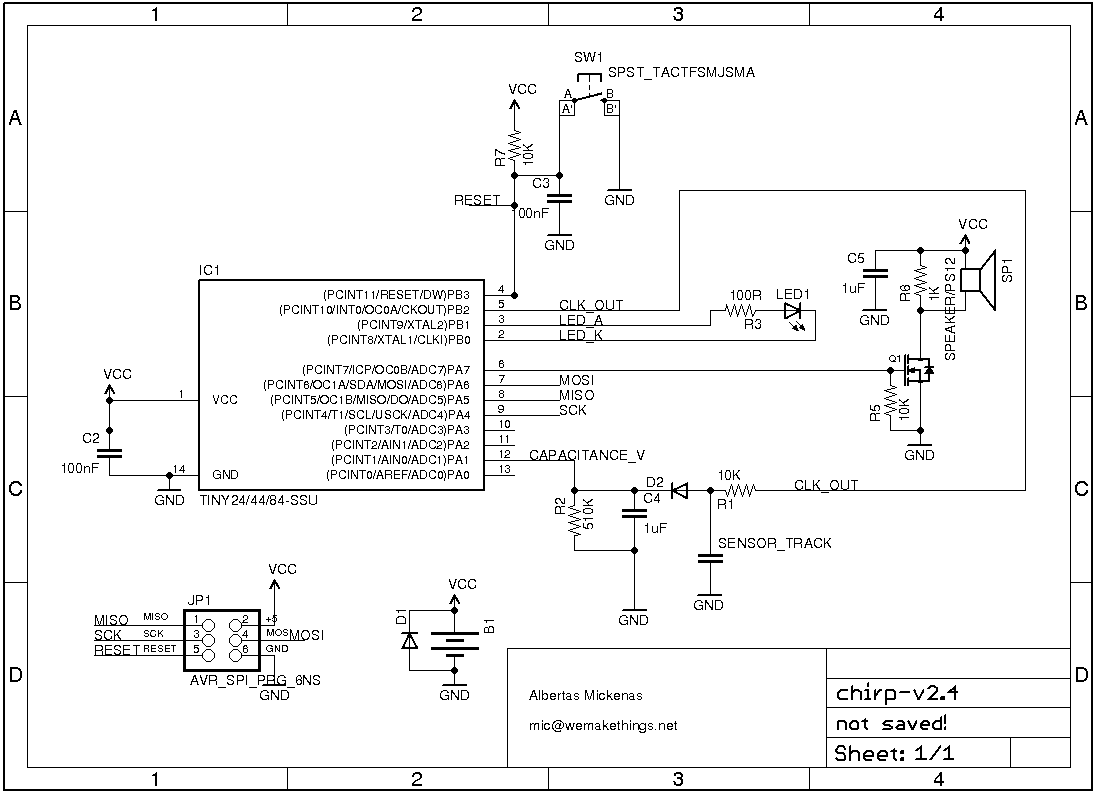 1 2 3 4
A A
B B
C C
D D
1 2 3 4
SW1
SPST_TACTFSMJSMA
A B
A' B'
VCC
R7
10K
C3
00nF
RESET
GND
GND
IC1
(PCINT11/RESET/DW)PB3 4
(PCINT10/INT0/OC0A/CKOUT)PB2 5 CLK_OUT
(PCINT9/XTAL2)PB1 3 LED_A
(PCINT8/XTAL1/CLKI)PB0 2 LED_K
(PCINT7/ICP/OC0B/ADC7)PA7 6
(PCINT6/OC1A/SDA/MOSI/ADC6)PA6 7 MOSI
(PCINT5/OC1B/MISO/DO/ADC5)PA5 8 MISO
(PCINT4/T1/SCL/USCK/ADC4)PA4 9 SCK
(PCINT3/T0/ADC3)PA3 10
(PCINT2/AIN1/ADC2)PA2 11
(PCINT1/AIN0/ADC1)PA1 12 CAPACITANCE_V
(PCINT0/AREF/ADC0)PA0 13
1 VCC
14 GND
TINY24/44/84-SSU
VCC
C2
100nF
GND
100R
R3
LED1
VCC
C5
1uF
GND
R6
1K
SPEAKER/PS12
SP1
Q1
R5
10K
GND
R2
510K
C4
1uF
D2
10K
R1
CLK_OUT
SENSOR_TRACK
GND
GND
VCC
JP1
MISO MISO 1 2 +5
SCK SCK 3 4 MOS MOSI
RESET RESET 5 6 GND
AVR_SPI_PRG_6NS
GND
VCC
D1
B1
GND
Albertas Mickenas
mic@wemakethings.net
chirp-v2.4
not saved!
Sheet: 1/1